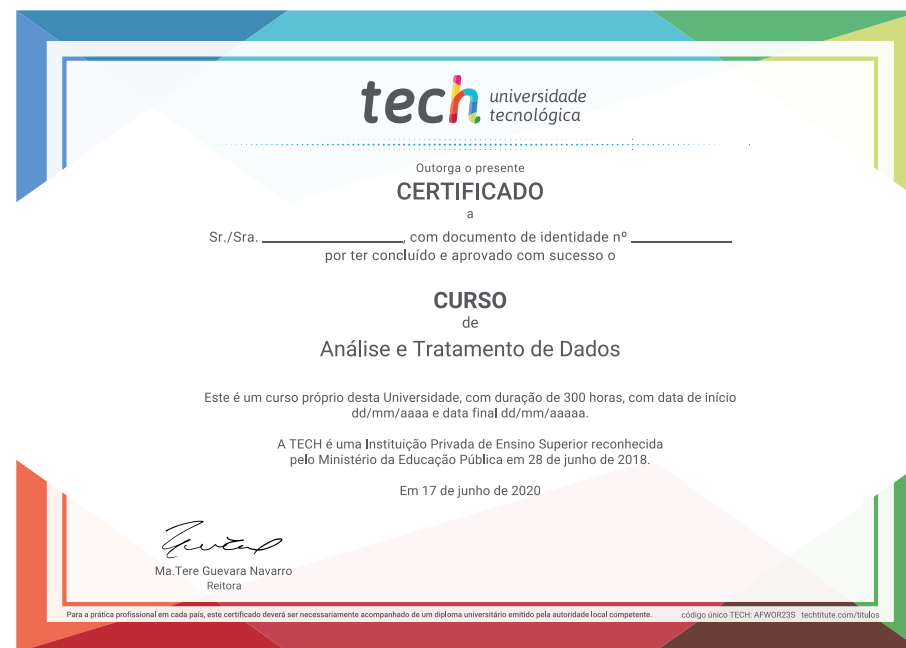 tech universidade
tecnológica
Outorga o presente
CERTIFICADO
a
Sr./Sra. ____________, com documento de identidade nº ____________
por ter concluído e aprovado com sucesso o
CURSO
de
Análise e Tratamento de Dados
Este é um curso próprio desta Universidade, com duração de 300 horas, com data de início
dd/mm/aaaa e data final dd/mm/aaaaa.
A TECH é uma Instituição Privada de Ensino Superior reconhecida
pelo Ministério da Educação Pública em 28 de junho de 2018.
Em 17 de junho de 2020
Ma.Tere Guevara Navarro
Reitora
Para a prática profissional em cada país, este certificado deverá ser necessariamente acompanhado de um diploma universitário emitido pela autoridade local competente. código único TECH: AFWOR23S techtitute.com/titulos